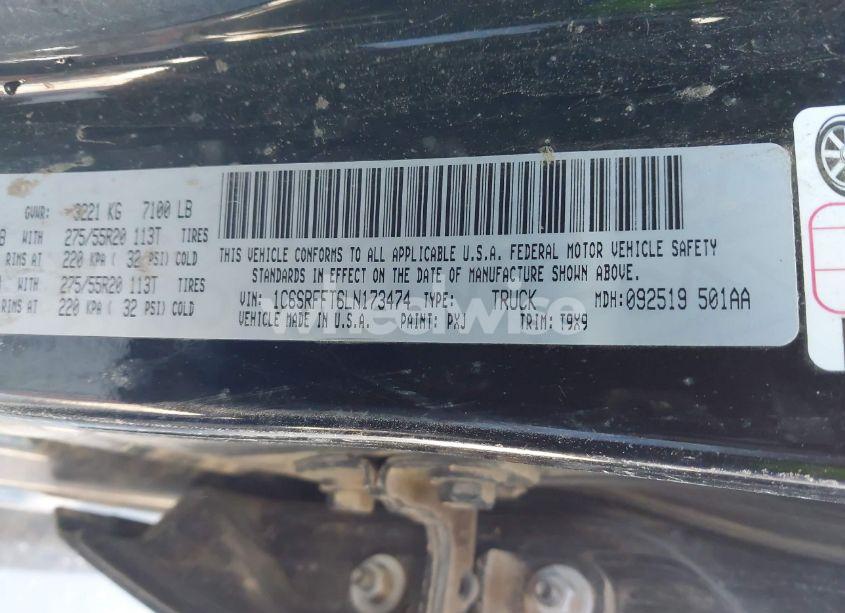 GVWR: 3221 KG 7100 LB
B WITH 275/55R20 113T TIRES
RIMS AT 220 KPA ( 32 PSI) COLD
WITH 275/55R20 113T TIRES
RIMS AT 220 KPA ( 32 PSI) COLD
THIS VEHICLE CONFORMS TO ALL APPLICABLE U.S.A. FEDERAL MOTOR VEHICLE SAFETY
STANDARDS IN EFFECT ON THE DATE OF MANUFACTURE SHOWN ABOVE.
VIN: 1C6SRFFT6LN173474 TYPE: TRUCK MDH: 092519 501AA
VEHICLE MADE IN U.S.A. PAINT: PXJ TRIM: T9X9
wheelwise